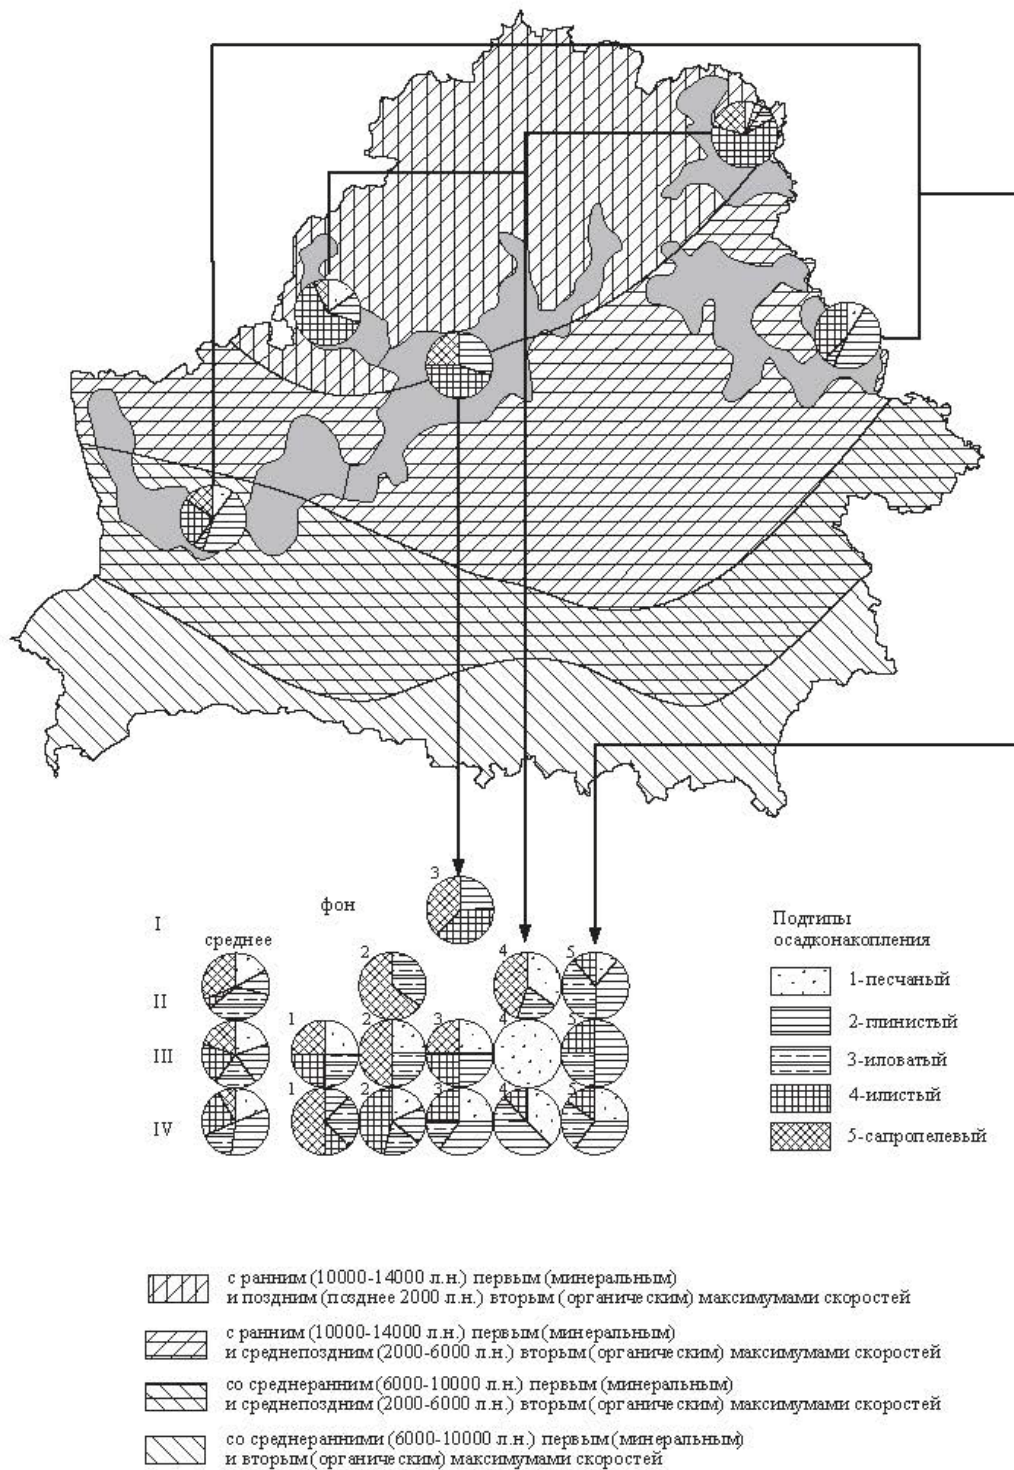 3
фон
I
среднее
2
4
5
II
1
2
3
4
5
III
1
2
3
4
5
IV
Подтипы
осадконакопления
1-песчаный
2-глинистый
3-иловатый
4-илистый
5-сапропелевый
с ранним (10000-14000 л.н.) первым (минеральным)
и поздним (позднее 2000 л.н.) вторым (органическим) максимумами скоростей
с ранним (10000-14000 л.н.) первым (минеральным)
и среднепоздним (2000-6000 л.н.) вторым (органическим) максимумами скоростей
со среднеранним (6000-10000 л.н.) первым (минеральным)
и среднепоздним (2000-6000 л.н.) вторым (органическим) максимумами скоростей
со среднеранними (6000-10000 л.н.) первым (минеральным)
и вторым (органическим) максимумами скоростей